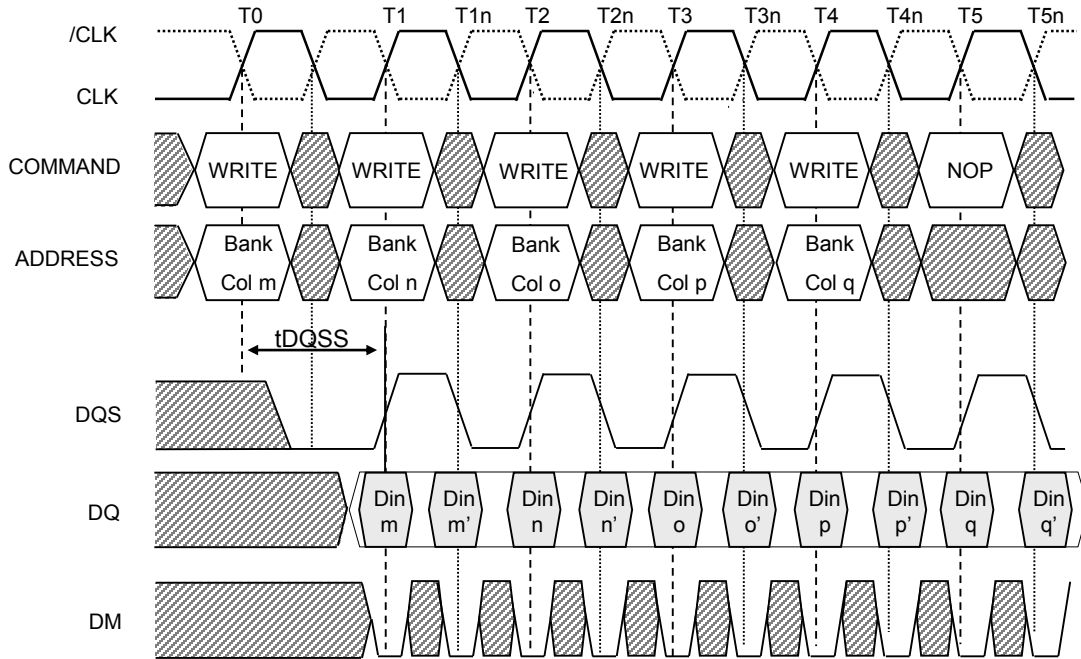 T0 T1 T1n T2 T2n T3 T3n T4 T4n T5 T5n
/CLK
CLK
COMMAND WRITE WRITE WRITE WRITE WRITE NOP
ADDRESS
Bank Bank Bank Bank Bank
Col m Col n Col o Col p Col q
tDQSS
DQS
DQ
Din Din Din Din Din Din Din Din Din Din
m m’ n n’ o o’ p p’ q q’
DM